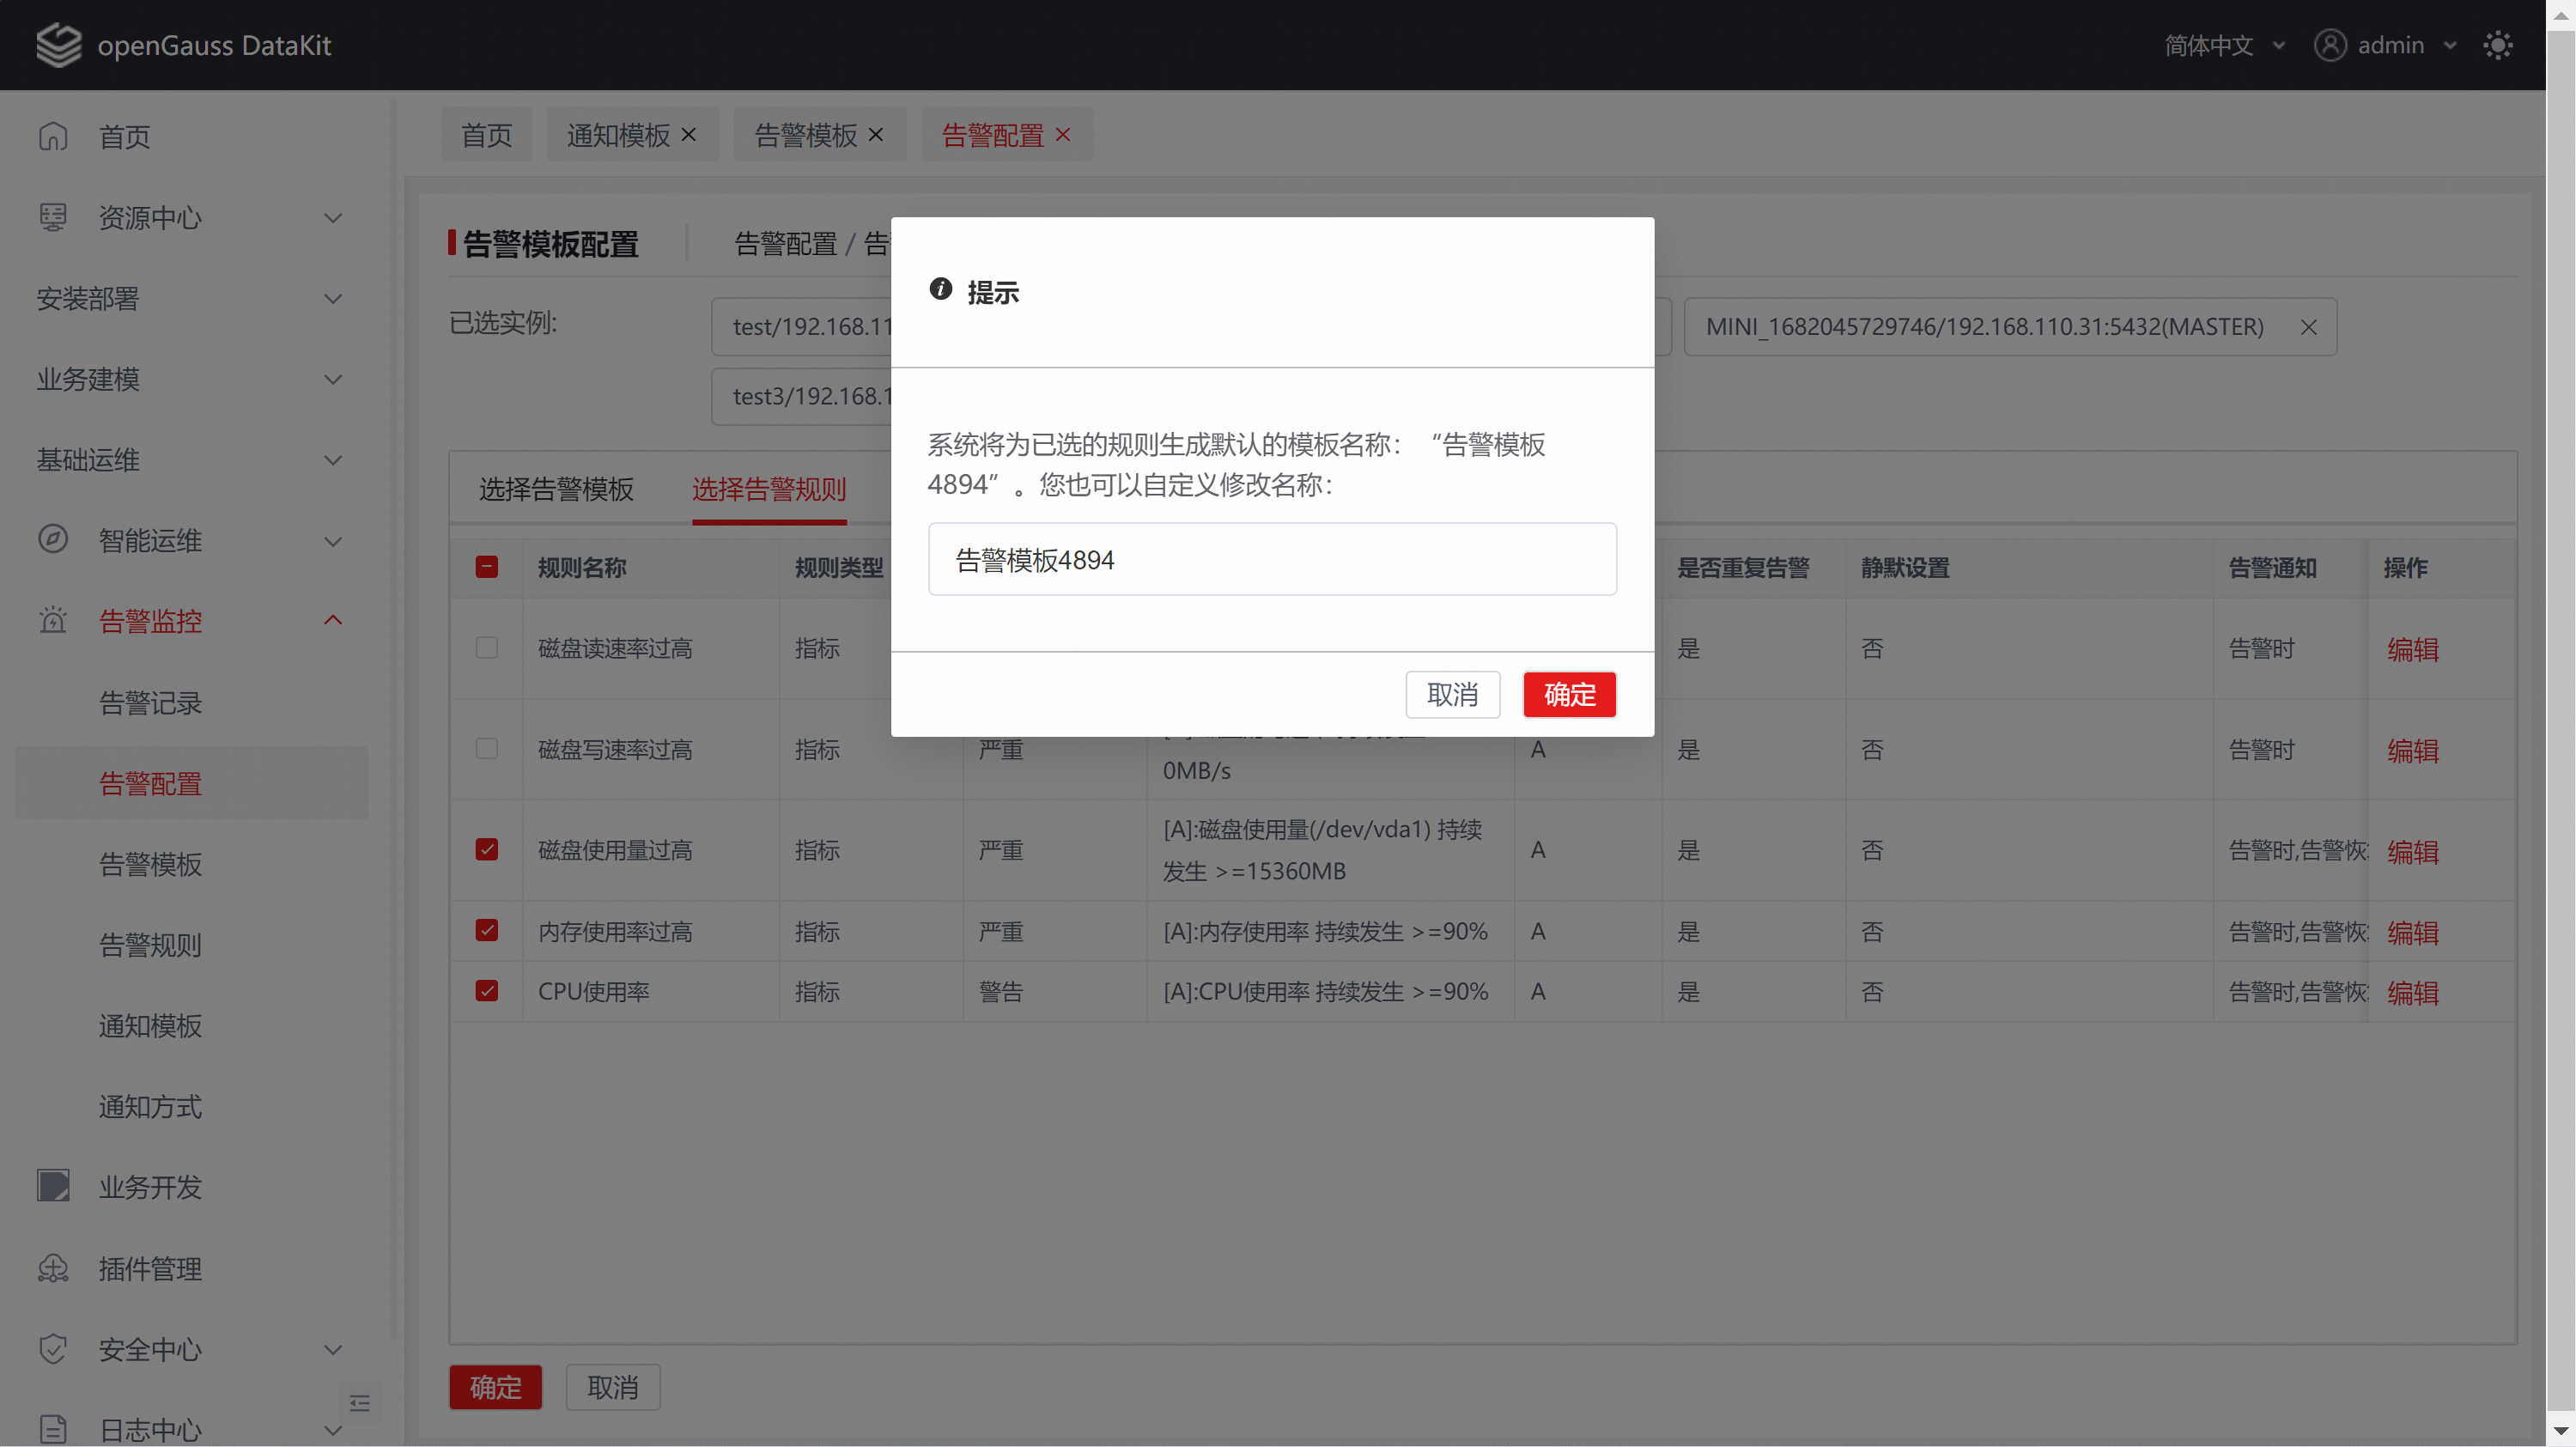 openGauss DataKit
简体中文
admin
首页
资源中心
安装部署
业务建模
基础运维
智能运维
告警监控
告警记录
告警配置
告警模板
告警规则
通知模板
通知方式
业务开发
插件管理
安全中心
日志中心
首页 通知模板 告警模板 告警配置
告警模板配置 告警配置 / 告
已选实例:
test/192.168.11
MINI_1682045729746/192.168.110.31:5432(MASTER)
test3/192.168.1
选择告警模板 选择告警规则
规则名称 规则类型 是否重复告警 静默设置 告警通知 操作
磁盘读速率过高 指标 是 否 告警时 编辑
磁盘写速率过高 指标 严重 0MB/s A 是 否 告警时 编辑
磁盘使用量过高 指标 严重 [A]:磁盘使用量(/dev/vda1) 持续 A 是 否 告警时,告警恢 编辑
发生 >=15360MB
内存使用率过高 指标 严重 [A]:内存使用率 持续发生 >=90% A 是 否 告警时,告警恢 编辑
CPU使用率 指标 警告 [A]:CPU使用率 持续发生 >=90% A 是 否 告警时,告警恢 编辑
确定 取消
提示
系统将为已选的规则生成默认的模板名称：“告警模板
4894”。您也可以自定义修改名称：
告警模板4894
取消 确定